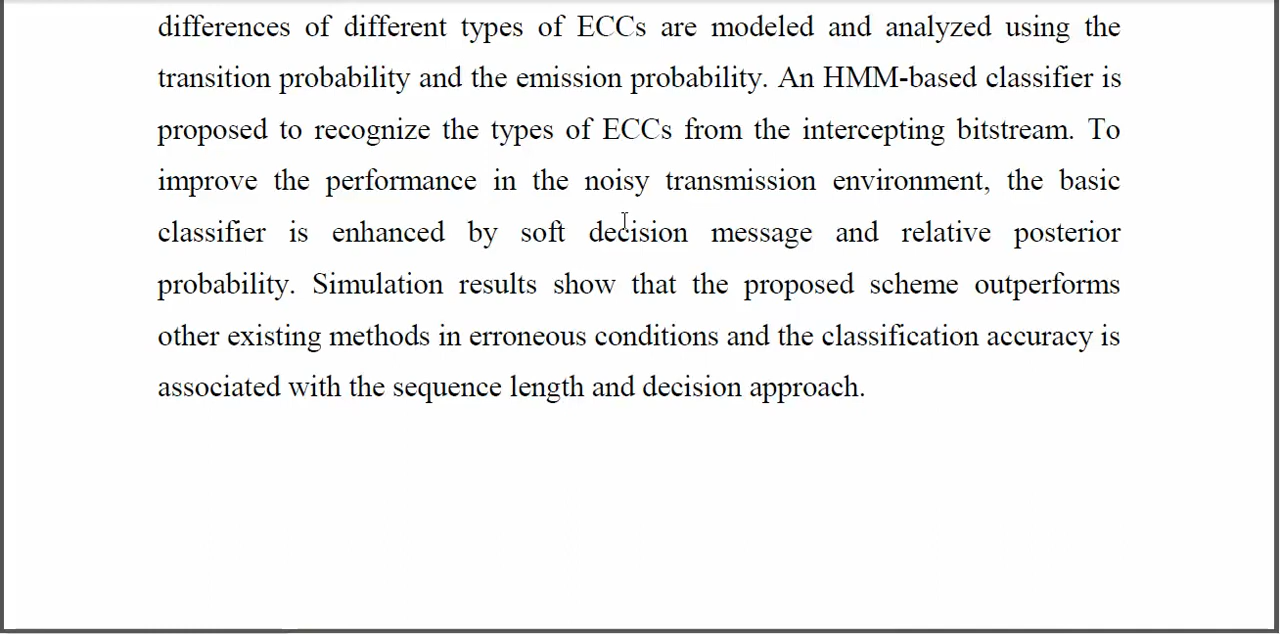 differences of different types of ECCs are modeled and analyzed using the
transition probability and the emission probability. An HMM-based classifier is
proposed to recognize the types of ECCs from the intercepting bitstream. To
improve the performance in the noisy transmission environment, the basic
classifier is enhanced by soft decision message and relative posterior
probability. Simulation results show that the proposed scheme outperforms
other existing methods in erroneous conditions and the classification accuracy is
associated with the sequence length and decision approach.